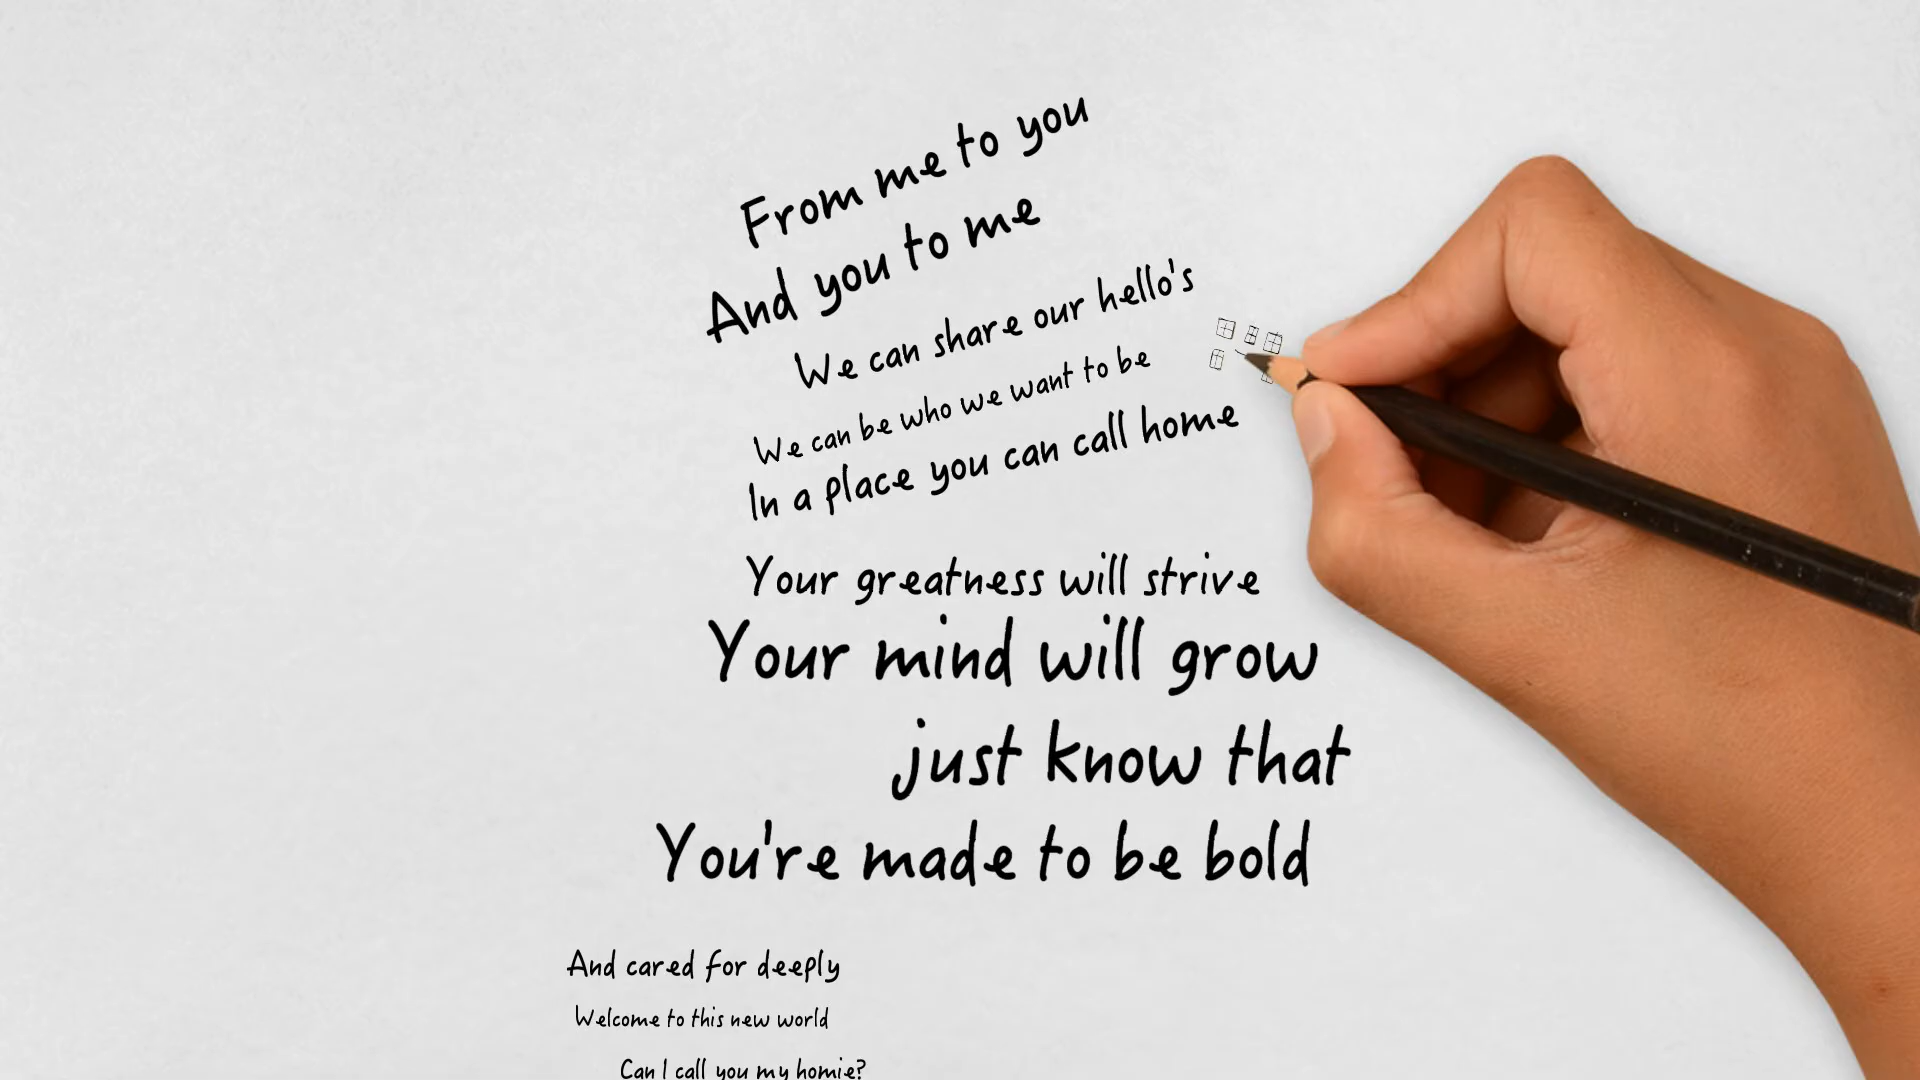 From me to you
And you to me
We can share our hello's
We can be who we want to be
In a place you can call home
Your greatness will strive
Your mind will grow
just know that
You're made to be bold
And cared for deeply
Welcome to this new world
Can I call you my homie?